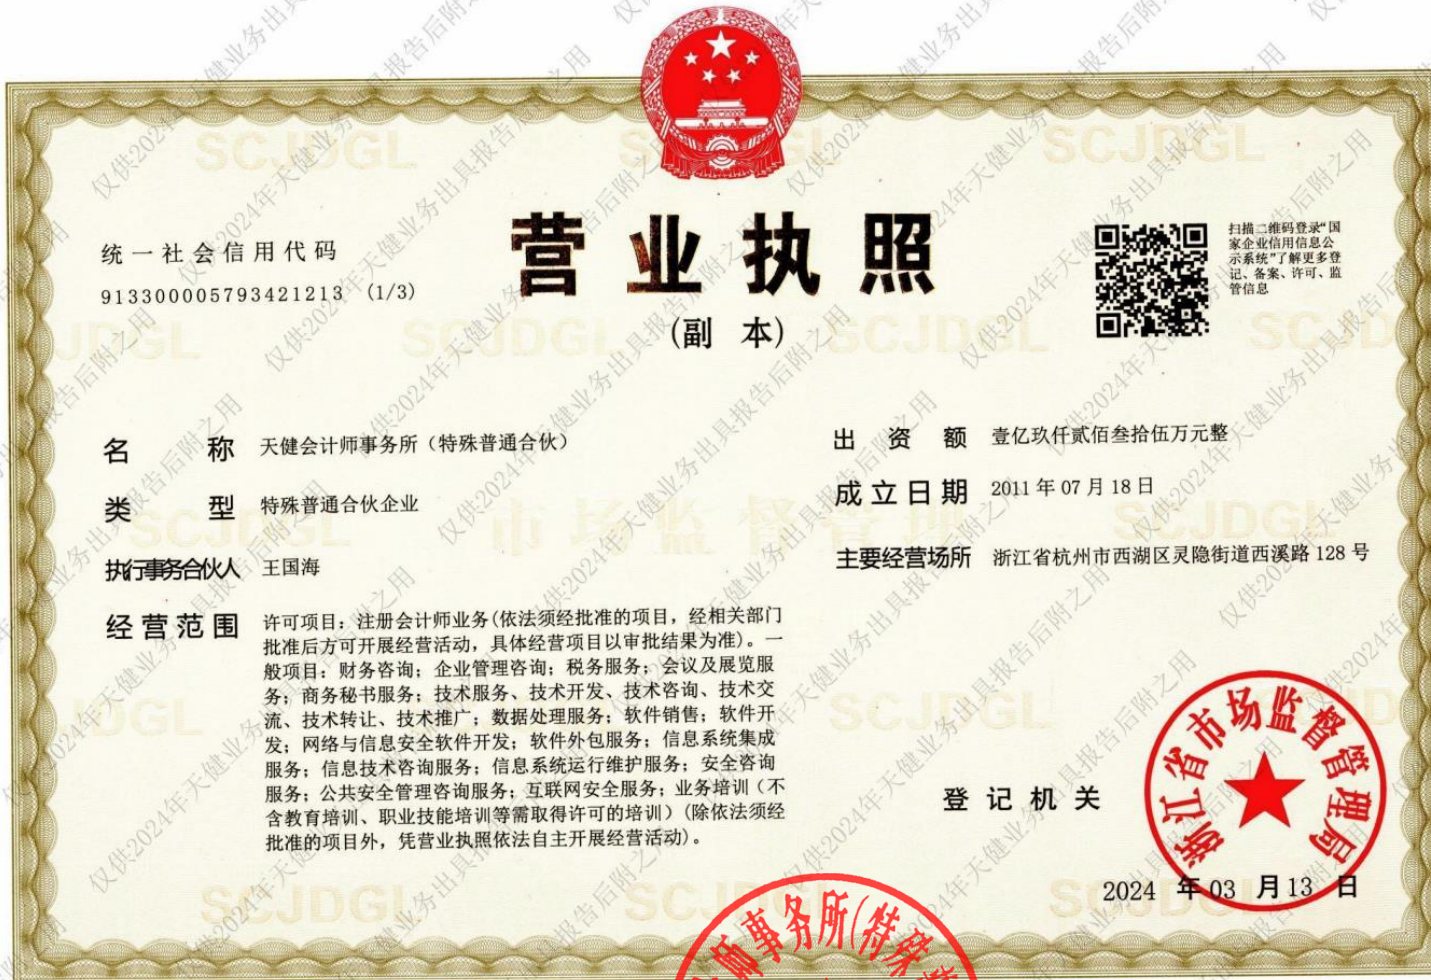 统一社会信用代码
913300005793421213 (1/3)
营业执照
(副 本)
扫描二维码登录“国
家企业信用信息公
示系统”了解更多登
记、备案、许可、监
管信息
名 称 天健会计师事务所（特殊普通合伙）
类 型 特殊普通合伙企业
执行事务合伙人 王国海
经营范围 许可项目：注册会计师业务(依法须经批准的项目，经相关部门
批准后方可开展经营活动，具体经营项目以审批结果为准)。一
般项目：财务咨询；企业管理咨询；税务服务；会议及展览服
务；商务秘书服务；技术服务、技术开发、技术咨询、技术交
流、技术转让、技术推广；数据处理服务；软件销售；软件开
发；网络与信息安全软件开发；软件外包服务；信息系统集成
服务；信息技术咨询服务；信息系统运行维护服务；安全咨询
服务；公共安全管理咨询服务；互联网安全服务；业务培训（不
含教育培训、职业技能培训等需取得许可的培训）(除依法须经
批准的项目外，凭营业执照依法自主开展经营活动)。
出 资 额 壹亿玖仟贰佰叁拾伍万元整
成立日期 2011年07月18日
主要经营场所 浙江省杭州市西湖区灵隐街道西溪路128号
登记机关
浙江省市场监督管理局
2024 年 03 月 13 日
师事务所(特殊普
SCJDGL
市场监督管理
仅供2024年天健业务出具报告后附之用